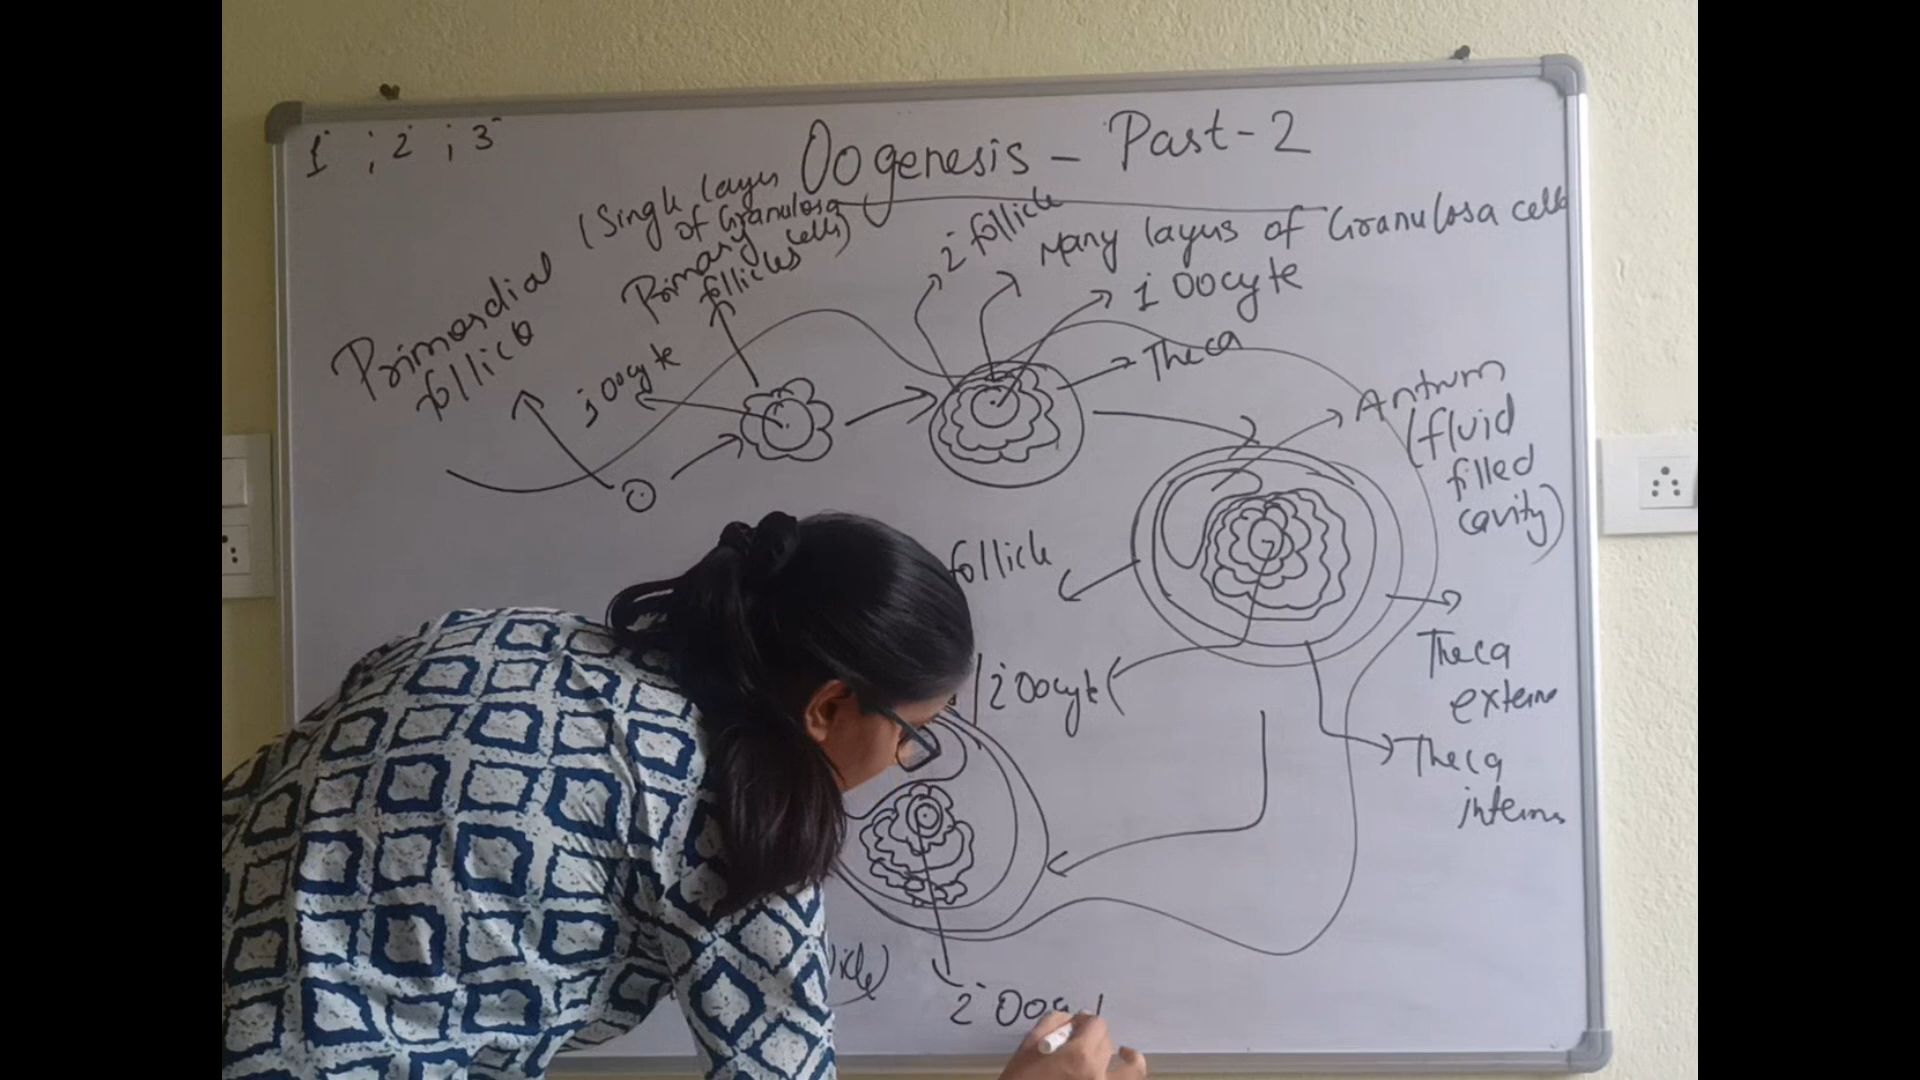 1° ; 2° ; 3°
Oogenesis - Part-2
(Single layer
of Granulosa
cells)
Primary
follicles
Primordial
follicle
1° Oocyte
2° follicle
Many layers of Granulosa cells
1° Oocyte
Theca
Antrum
(fluid
filled
cavity)
follicle
2° Oocyte
Theca
externa
Theca
interna
2° Oocy